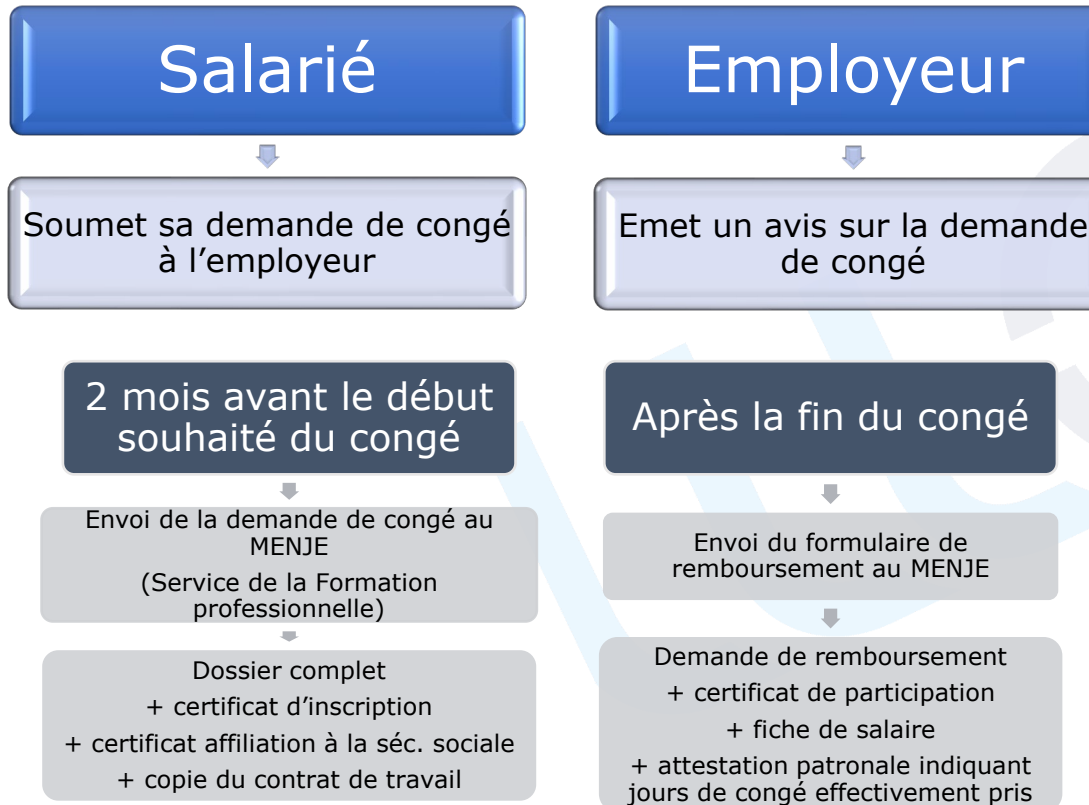 Salarié
Soumet sa demande de congé
à l’employeur
Employeur
Emet un avis sur la demande
de congé
2 mois avant le début
souhaité du congé
Envoi de la demande de congé au
MENJE
(Service de la Formation
professionnelle)
Dossier complet
+ certificat d’inscription
+ certificat affiliation à la séc. sociale
+ copie du contrat de travail
Après la fin du congé
Envoi du formulaire de
remboursement au MENJE
Demande de remboursement
+ certificat de participation
+ fiche de salaire
+ attestation patronale indiquant
jours de congé effectivement pris